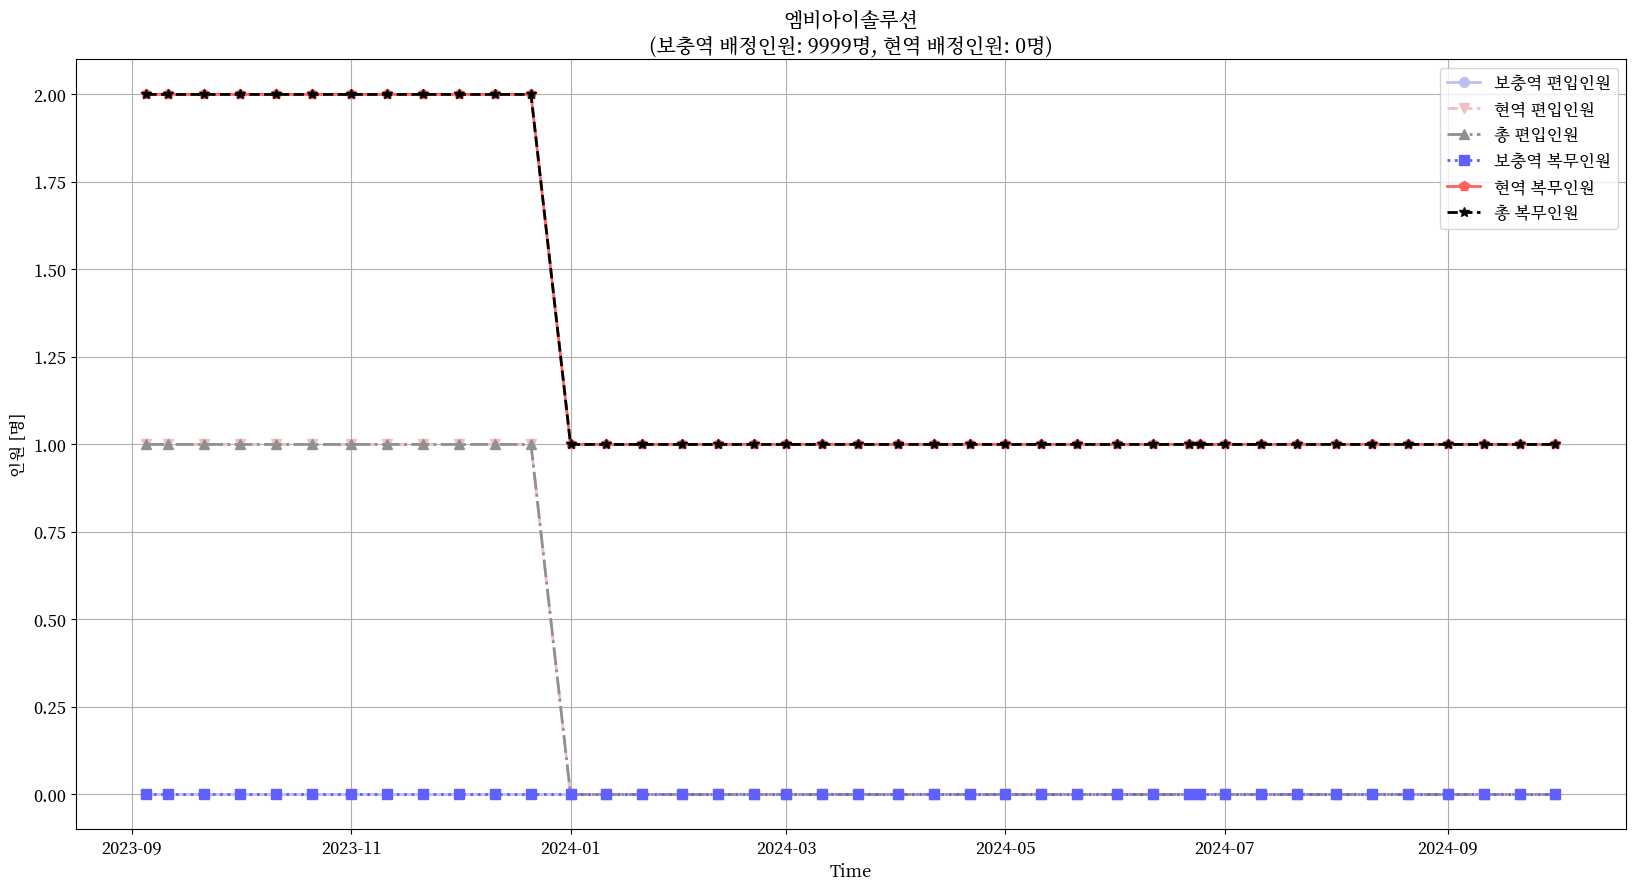 엠비아이솔루션
(보충역 배정인원: 9999명, 현역 배정인원: 0명)
보충역 편입인원
현역 편입인원
총 편입인원
보충역 복무인원
현역 복무인원
총 복무인원
2.00
1.75
1.50
1.25
1.00
0.75
0.50
0.25
0.00
인원 [명]
2023-09
2023-11
2024-01
2024-03
2024-05
2024-07
2024-09
Time